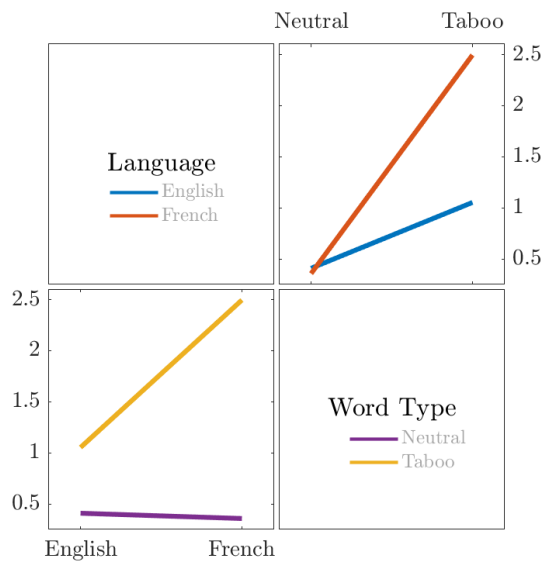 Neutral Taboo
2.5
2
1.5
1
0.5
Language
English
French
2.5
2
1.5
1
0.5
English French
Word Type
Neutral
Taboo